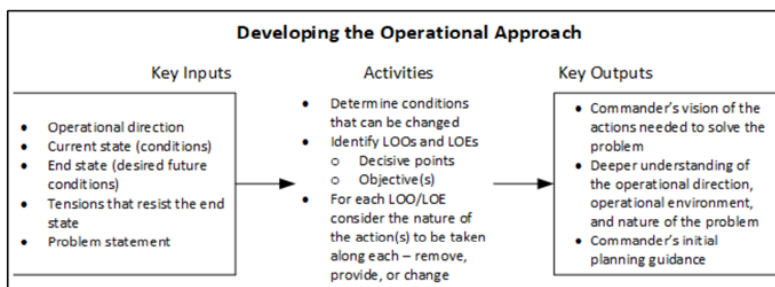 Developing the Operational Approach
Key Inputs
• Operational direction
• Current state (conditions)
• End state (desired future
conditions)
• Tensions that resist the end
state
• Problem statement
Activities
• Determine conditions
that can be changed
• Identify LOOs and LOEs
o Decisive points
o Objective(s)
• For each LOO/LOE
consider the nature of
the action(s) to be taken
along each – remove,
provide, or change
Key Outputs
• Commander's vision of the
actions needed to solve the
problem
• Deeper understanding of
the operational direction,
operational environment,
and nature of the problem
• Commander's initial
planning guidance